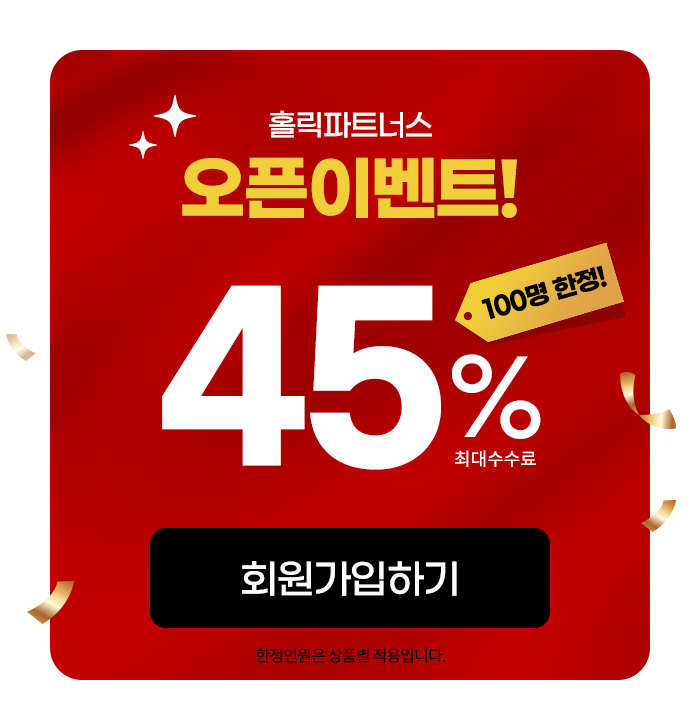 홀릭파트너스
오픈이벤트!
100명 한정!
45%
최대수수료
회원가입하기
한정인원은 상품별 적용입니다.